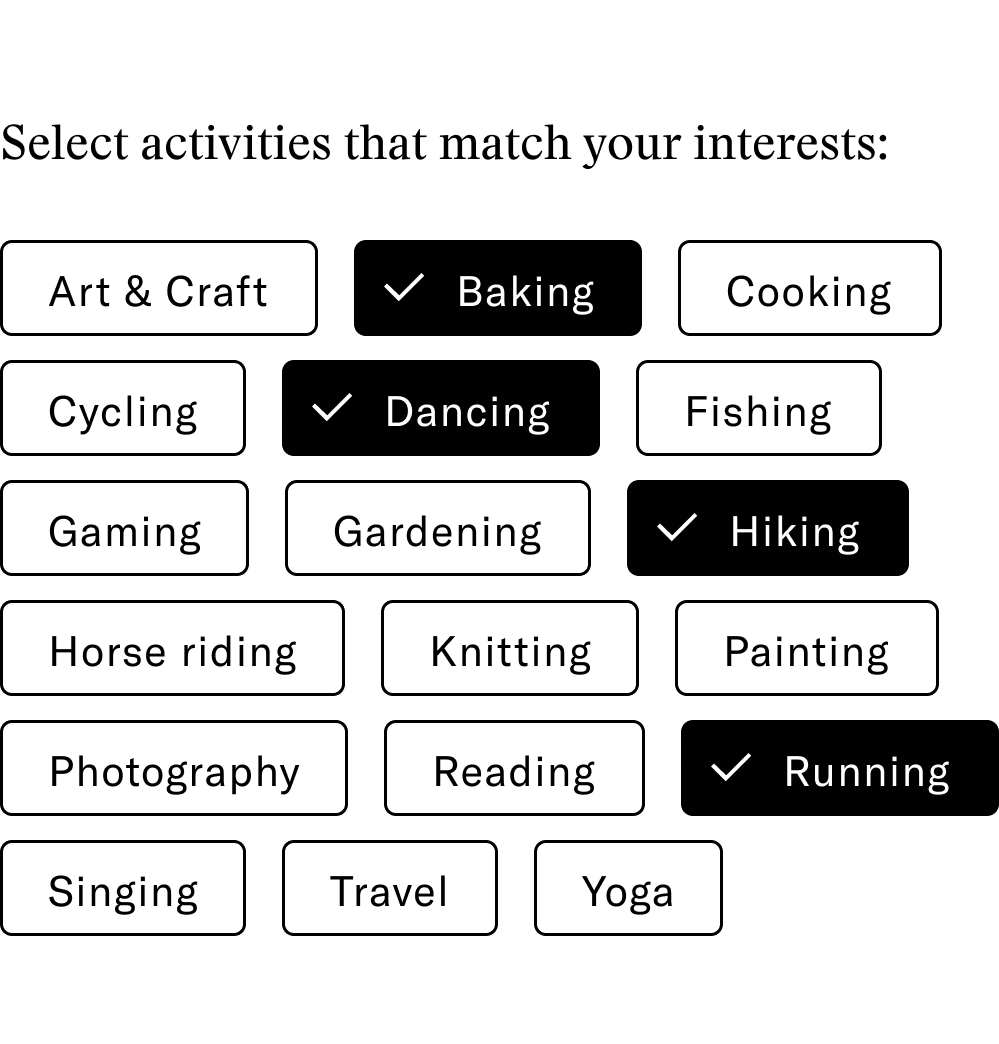 Select activities that match your interests:
Art & Craft Baking Cooking
Cycling Dancing Fishing
Gaming Gardening Hiking
Horse riding Knitting Painting
Photography Reading Running
Singing Travel Yoga